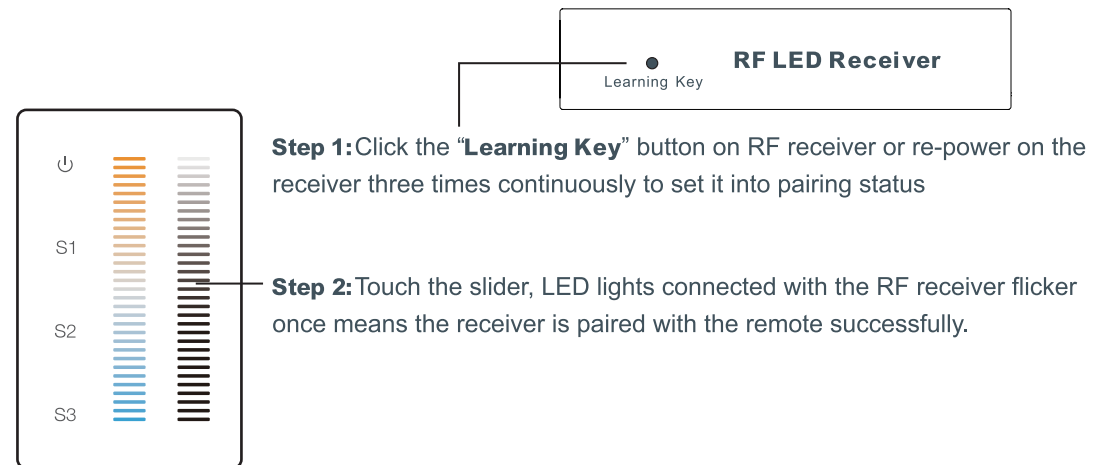 RF LED Receiver
Learning Key
Step 1:Click the “Learning Key” button on RF receiver or re-power on the
receiver three times continuously to set it into pairing status
S1
Step 2:Touch the slider, LED lights connected with the RF receiver flicker
once means the receiver is paired with the remote successfully.
S2
S3